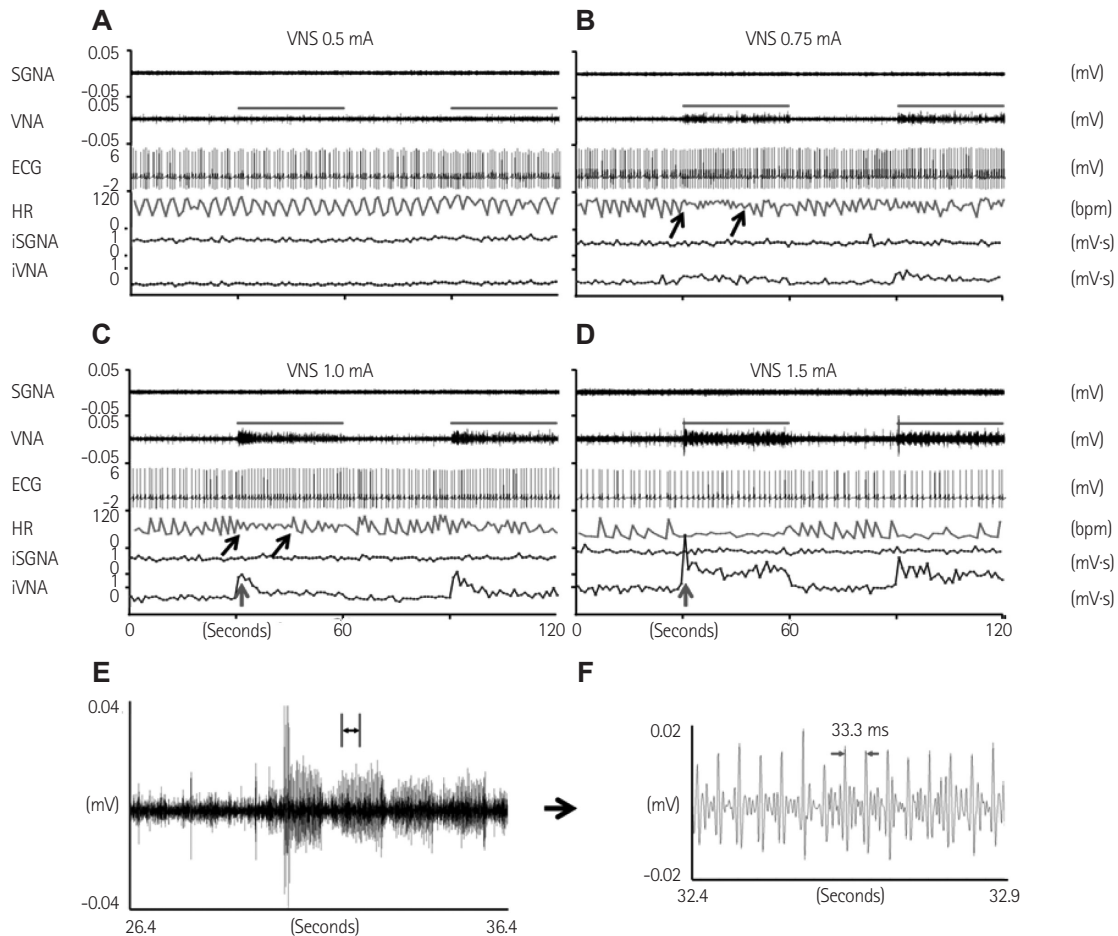 A
B
VNS 0.5 mA
VNS 0.75 mA
0.05
SGNA
(mV)
−0.05
0.05
VNA
(mV)
−0.05
6
ECG
(mV)
−2
120
HR
(bpm)
0
1
iSGNA
(mV·s)
0
1
iVNA
0
(mV·s)
C
D
VNS 1.0 mA
VNS 1.5 mA
0.05
SGNA
(mV)
−0.05
0.05
VNA
(mV)
−0.05
6
ECG
(mV)
−2
120
HR
(bpm)
0
1
iSGNA
(mV·s)
0
1
iVNA
0
(mV·s)
0 (Seconds) 60 120
0 (Seconds) 60 120
E
F
0.04
(mV)
−0.04
26.4 (Seconds) 36.4
0.02
33.3 ms
(mV)
−0.02
32.4 (Seconds) 32.9